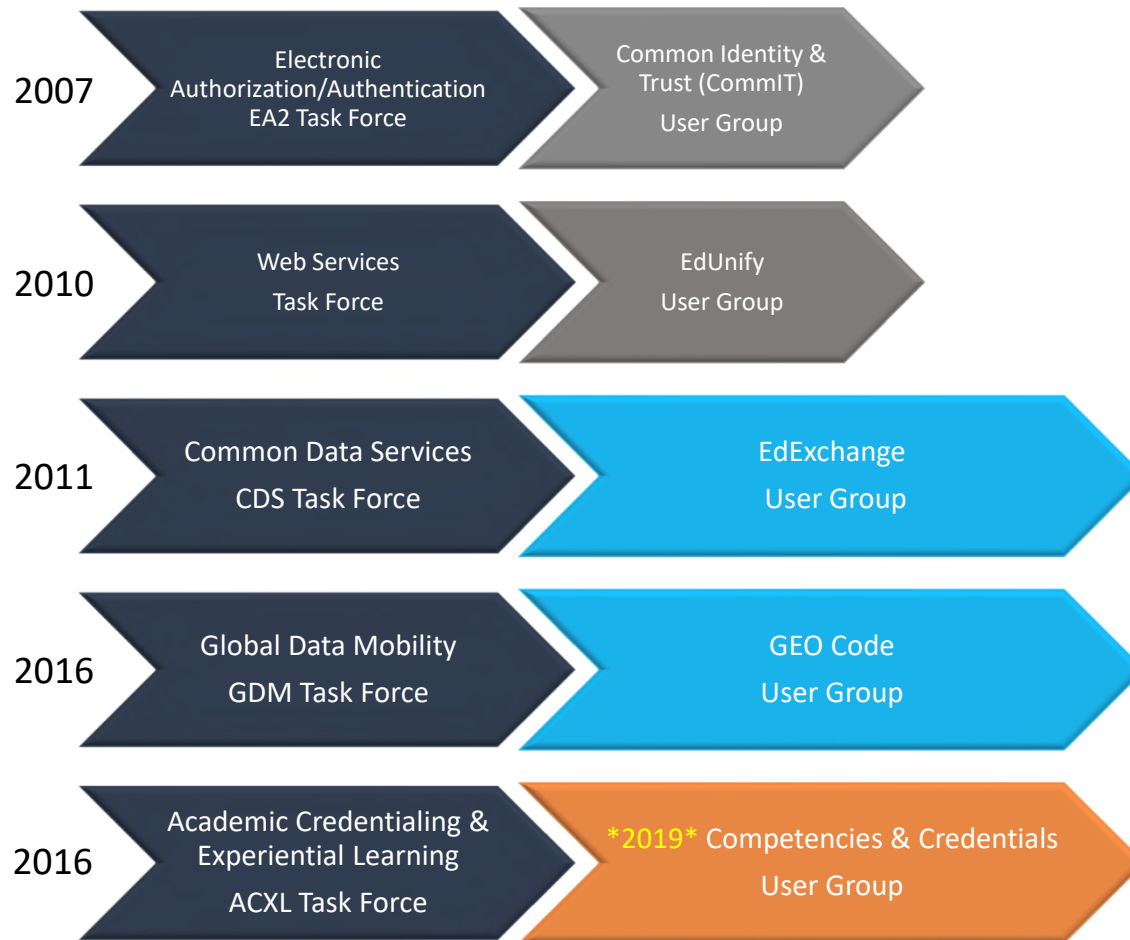 2007
Electronic
Authorization/Authentication
EA2 Task Force
Common Identity &
Trust (CommIT)
User Group
2010
Web Services
Task Force
EdUnify
User Group
2011
Common Data Services
CDS Task Force
EdExchange
User Group
2016
Global Data Mobility
GDM Task Force
GEO Code
User Group
2016
Academic Credentialing &
Experiential Learning
ACXL Task Force
*2019* Competencies & Credentials
User Group